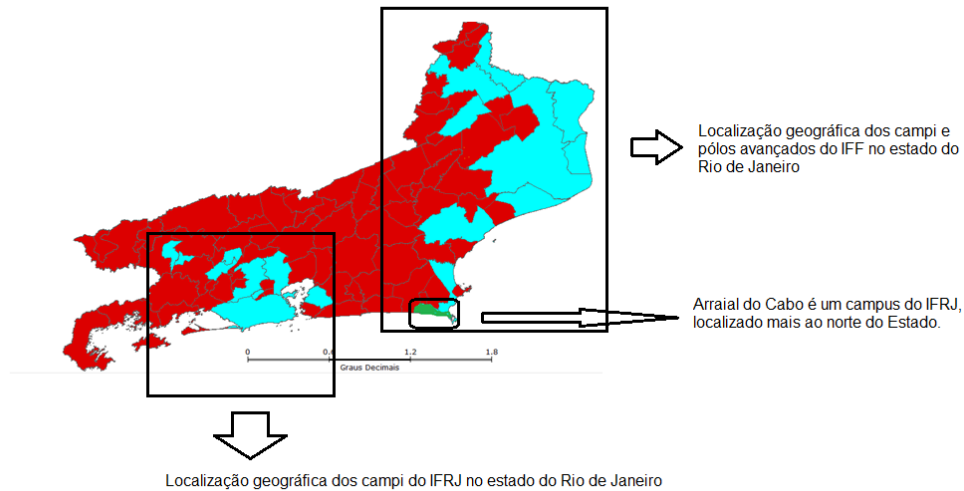 Localização geográfica dos campi e
pólos avançados do IFF no estado do
Rio de Janeiro
Arraial do Cabo é um campus do IFRJ,
localizado mais ao norte do Estado.
0 0.6 1.2 1.8
Graus Decimais
Localização geográfica dos campi do IFRJ no estado do Rio de Janeiro